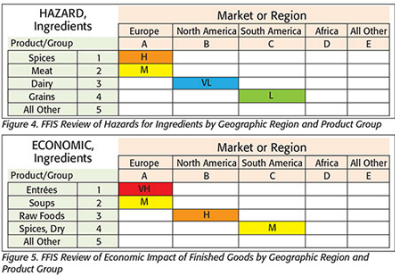 HAZARD, Ingredients Market or Region
Europe North America South America Africa All Other
Product/Group A B C D E
Spices 1 H
Meat 2 M
Dairy 3 VL
Grains 4 L
All Other 5
Figure 4. FFIS Review of Hazards for Ingredients by Geographic Region and Product Group
ECONOMIC, Ingredients Market or Region
Europe North America South America Africa All Other
Product/Group A B C D E
Entrées 1 VH
Soups 2 M
Raw Foods 3 H
Spices, Dry 4 M
All Other 5
Figure 5. FFIS Review of Economic Impact of Finished Goods by Geographic Region and
Product Group